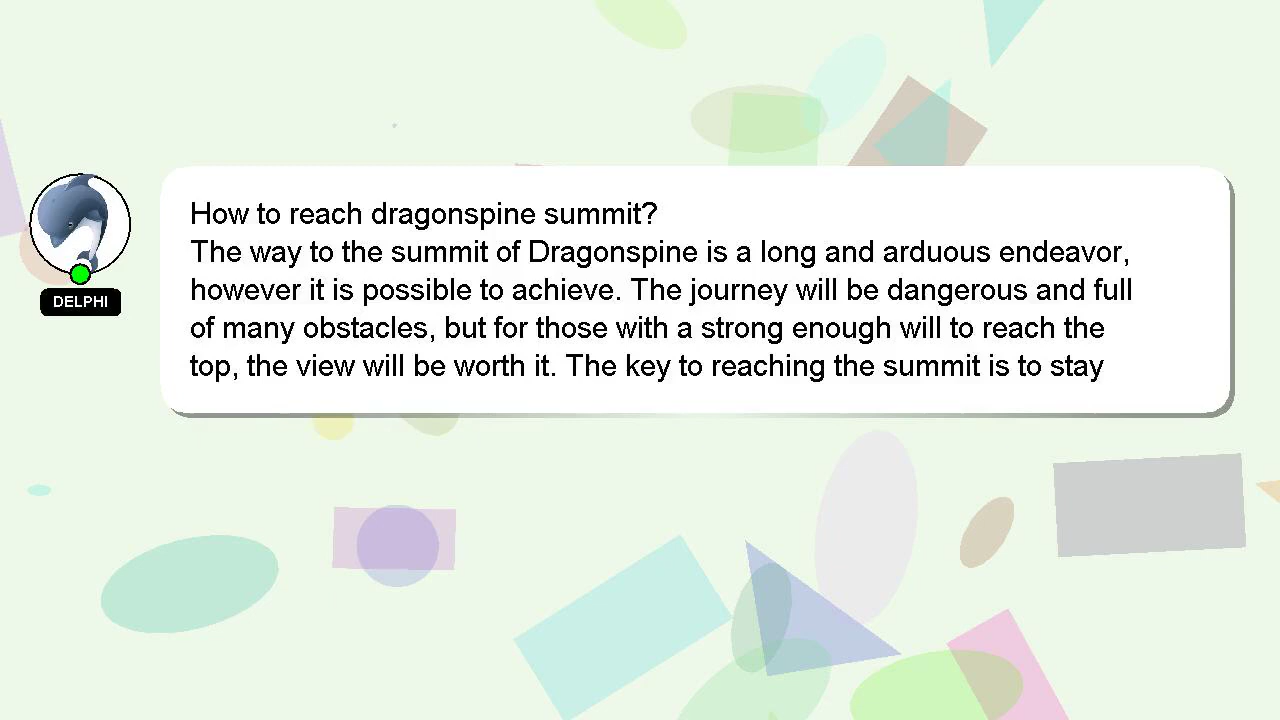 How to reach dragonspine summit?
The way to the summit of Dragonspine is a long and arduous endeavor,
however it is possible to achieve. The journey will be dangerous and full
of many obstacles, but for those with a strong enough will to reach the
top, the view will be worth it. The key to reaching the summit is to stay
DELPHI